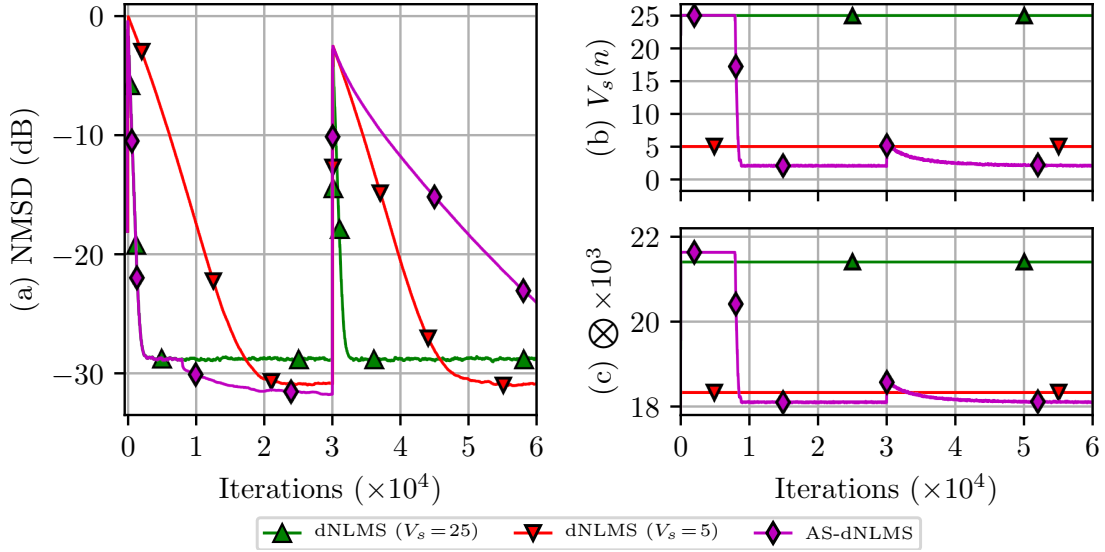 (a) NMSD (dB)
0
−10
−20
−30
0 1 2 3 4 5 6
Iterations (×10⁴)
(b) Vₛ(n)
25
20
15
10
5
0
(c) ⨂ ×10³
22
20
18
0 1 2 3 4 5 6
Iterations (×10⁴)
dNLMS (Vₛ=25) dNLMS (Vₛ=5) AS-dNLMS